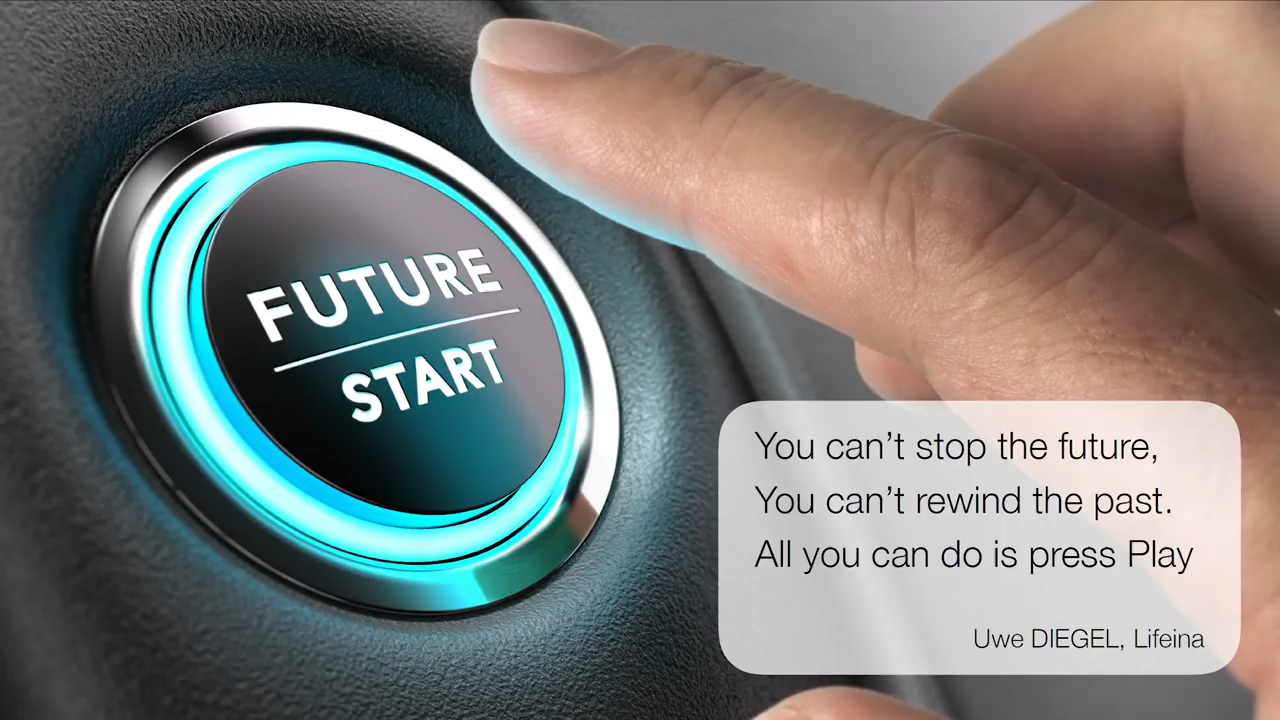 FUTURE
START
You can’t stop the future,
You can’t rewind the past.
All you can do is press Play
Uwe DIEGEL, Lifeina